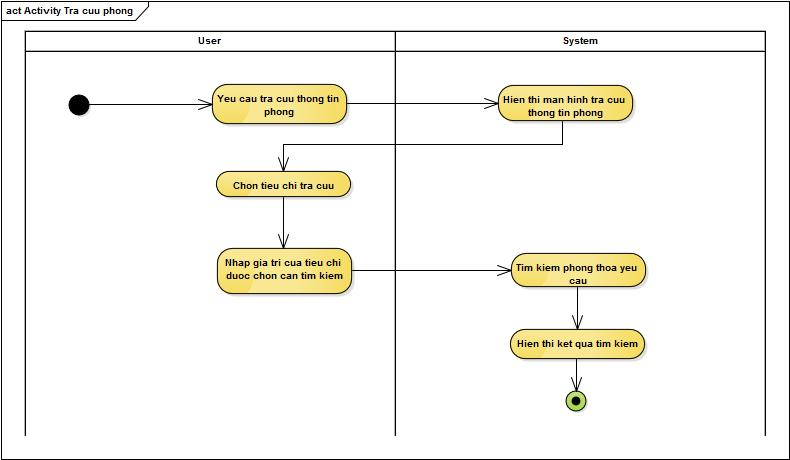 act Activity Tra cuu phong
User
System
Yeu cau tra cuu thong tin
phong
Hien thi man hinh tra cuu
thong tin phong
Chon tieu chi tra cuu
Nhap gia tri cua tieu chi
duoc chon can tim kiem
Tim kiem phong thoa yeu
cau
Hien thi ket qua tim kiem